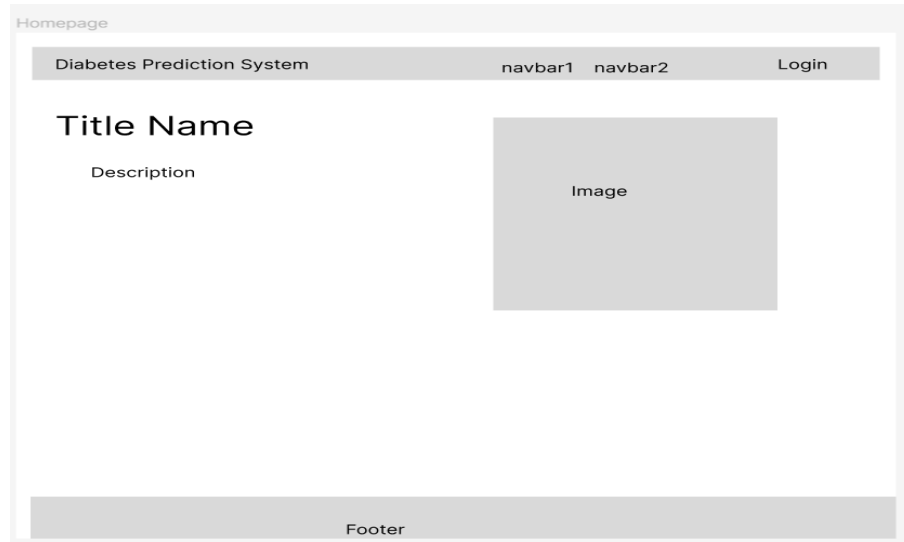 Homepage
Diabetes Prediction System navbar1 navbar2 Login
Title Name
Description
Image
Footer